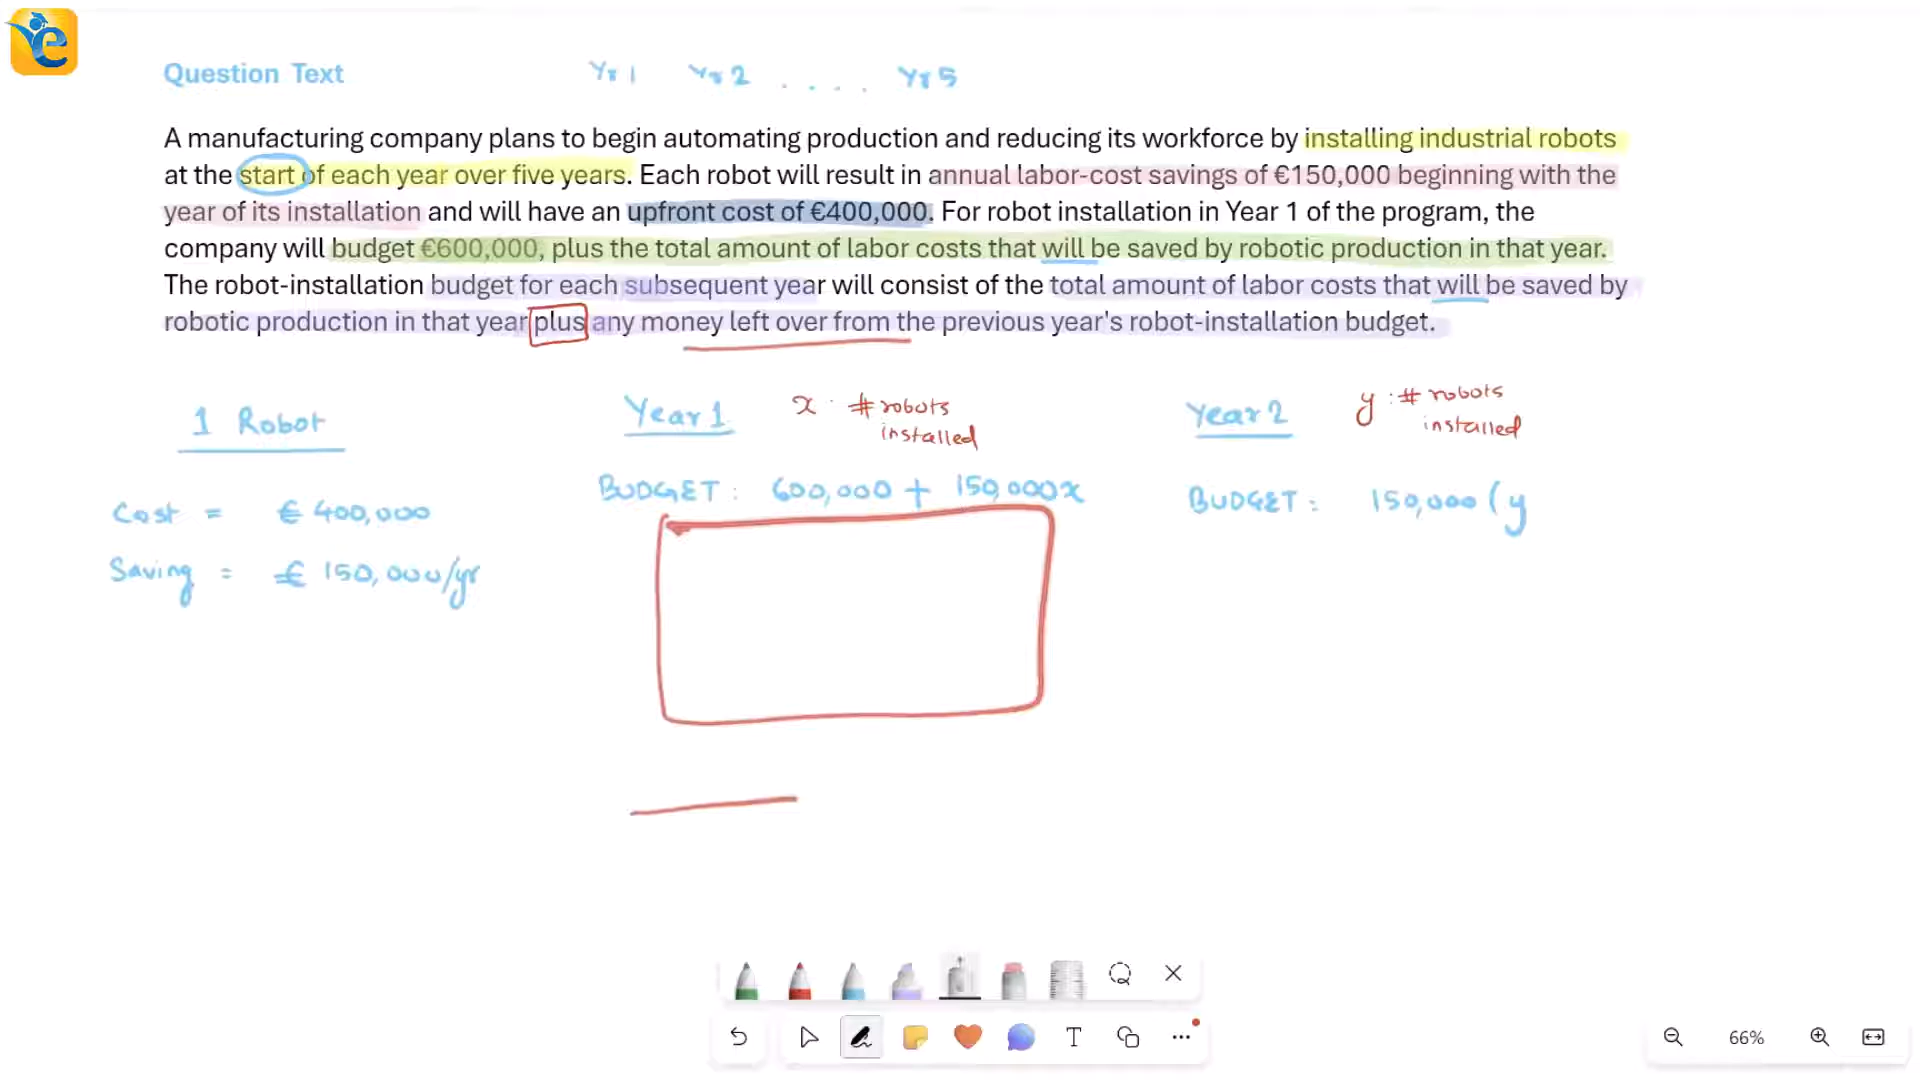 e
Question Text
Yr 1 Yr 2 ..... Yr 5
A manufacturing company plans to begin automating production and reducing its workforce by installing industrial robots
at the start of each year over five years. Each robot will result in annual labor-cost savings of €150,000 beginning with the
year of its installation and will have an upfront cost of €400,000. For robot installation in Year 1 of the program, the
company will budget €600,000, plus the total amount of labor costs that will be saved by robotic production in that year.
The robot-installation budget for each subsequent year will consist of the total amount of labor costs that will be saved by
robotic production in that year plus any money left over from the previous year's robot-installation budget.
1 Robot
Cost = € 400,000
Saving = € 150,000/yr
Year 1
x : # robots
installed
BUDGET : 600,000 + 150,000x
Year 2
y : # robots
installed
BUDGET : 150,000 ( y
T
66%